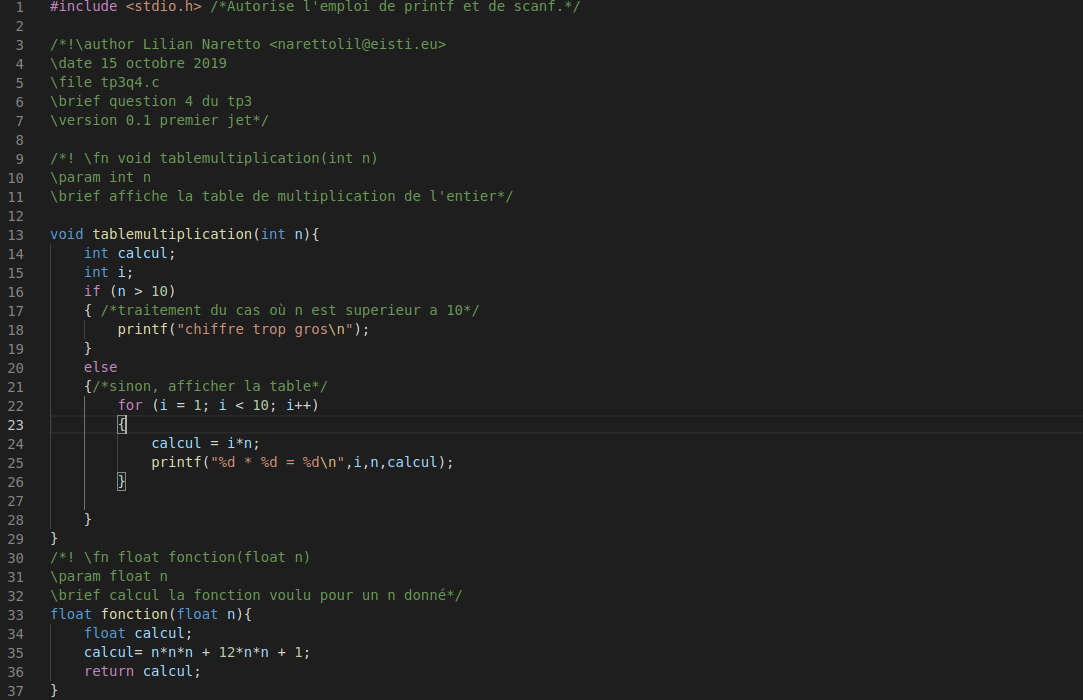 1 #include <stdio.h> /*Autorise l'emploi de printf et de scanf.*/
2
3 /*!\author Lilian Naretto <narettolil@eisti.eu>
4 \date 15 octobre 2019
5 \file tp3q4.c
6 \brief question 4 du tp3
7 \version 0.1 premier jet*/
8
9 /*! \fn void tablemultiplication(int n)
10 \param int n
11 \brief affiche la table de multiplication de l'entier*/
12
13 void tablemultiplication(int n){
14     int calcul;
15     int i;
16     if (n > 10)
17     { /*traitement du cas où n est superieur a 10*/
18         printf("chiffre trop gros\n");
19     }
20     else
21     {/*sinon, afficher la table*/
22         for (i = 1; i < 10; i++)
23         {
24             calcul = i*n;
25             printf("%d * %d = %d\n",i,n,calcul);
26         }
27
28     }
29 }
30 /*! \fn float fonction(float n)
31 \param float n
32 \brief calcul la fonction voulu pour un n donné*/
33 float fonction(float n){
34     float calcul;
35     calcul= n*n*n + 12*n*n + 1;
36     return calcul;
37 }